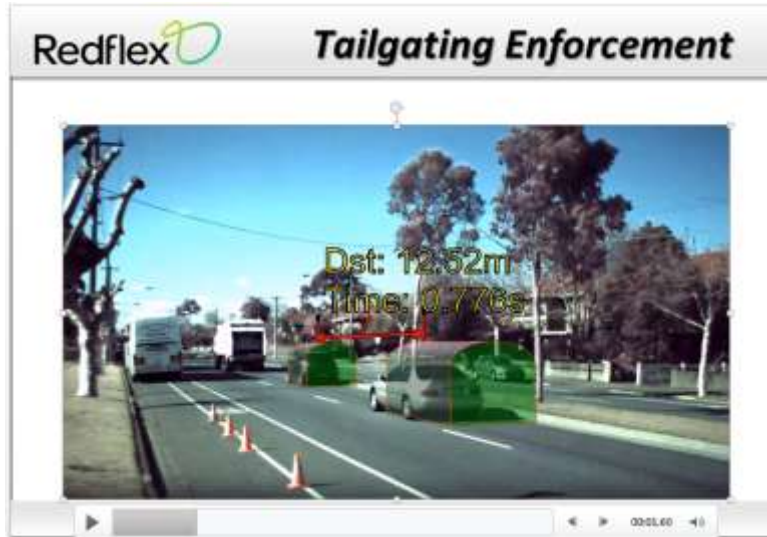 Redflex
Tailgating Enforcement
Dst: 12.52m
Time: 0.776s
00:01.60